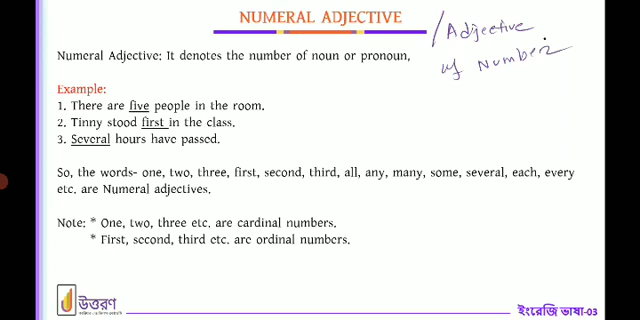 NUMERAL ADJECTIVE
/Adjective
of Number
Numeral Adjective: It denotes the number of noun or pronoun,
Example:
1. There are five people in the room.
2. Tinny stood first in the class.
3. Several hours have passed.
So, the words- one, two, three, first, second, third, all, any, many, some, several, each, every
etc. are Numeral adjectives.
Note: * One, two, three etc. are cardinal numbers.
* First, second, third etc. are ordinal numbers.
উত্তরণ
ইংরেজি ভাষা-03